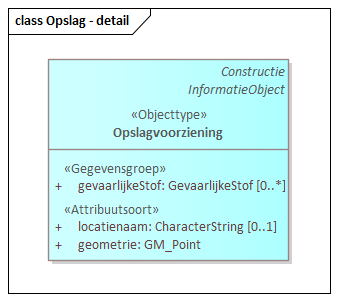 class Opslag - detail
Constructie
InformatieObject
«Objecttype»
Opslagvoorziening
«Gegevensgroep»
+ gevaarlijkeStof: GevaarlijkeStof [0..*]
«Attribuutsoort»
+ locatienaam: CharacterString [0..1]
+ geometrie: GM_Point